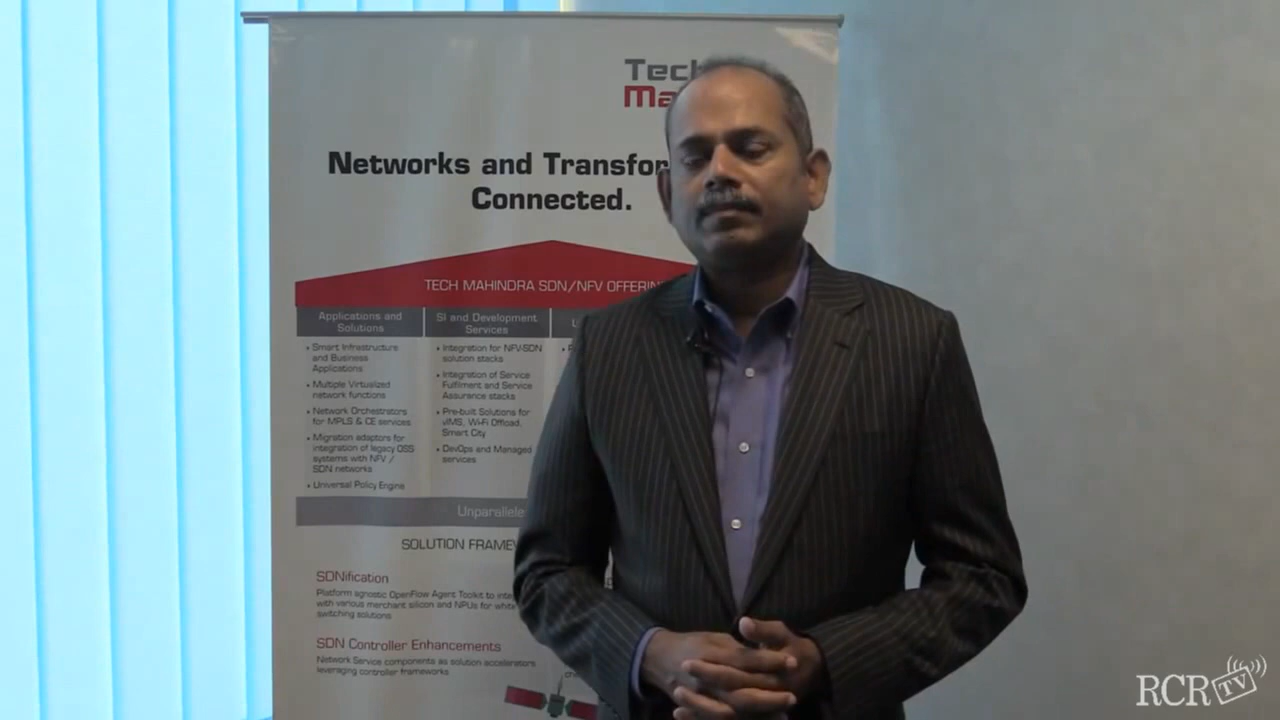 Tech
Ma
Networks and Transfor
Connected.
TECH MAHINDRA SDN/NFV OFFERIN
Applications and
Solutions
SI and Development
Services
• Smart Infrastructure
and Business
Applications
• Multiple Virtualized
network functions
• Network Orchestrators
for MPLS & CE services
• Migration adaptors for
integration of legacy OSS
systems with NFV /
SDN networks
• Universal Policy Engine
• Integration for NFV-SDN
solution stacks
• Integration of Service
Fulfilment and Service
Assurance stacks
• Pre-built Solutions for
vIMS, Wi-Fi Offload,
Smart City
• DevOps and Managed
services
Unparallele
SOLUTION FRAMEW
SDNification
Platform agnostic OpenFlow Agent Toolkit to inte
with various merchant silicon and NPUs for white
switching solutions
SDN Controller Enhancements
Network Service components as solution accelerators
leveraging controller frameworks
RCR TV